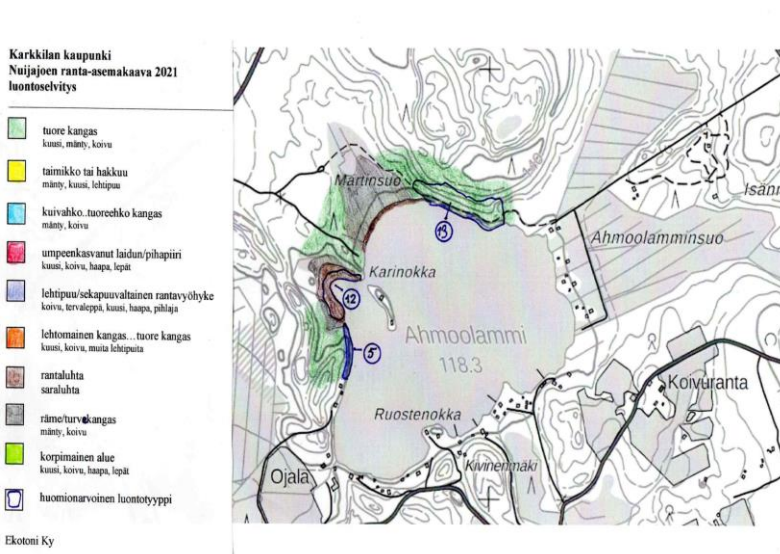 Karkkilan kaupunki
Nuijajoen ranta-asemakaava 2021
luontoselvitys
tuore kangas
kuusi, mänty, koivu
taimikko tai hakkuu
mänty, kuusi, lehtipuu
kuivahko..tuoreehko kangas
mänty, koivu
umpeenkasvanut laidun/pihapiiri
kuusi, koivu, haapa, lepät
lehtipuu/sekapuuvaltainen rantavyöhyke
koivu, tervaleppä, kuusi, haapa, pihlaja
lehtomainen kangas...tuore kangas
kuusi, koivu, muita lehtipuita
rantaluhta
saraluhta
räme/turvekangas
mänty, koivu
korpimainen alue
kuusi, koivu, haapa, lepät
huomionarvoinen luontotyyppi
Ekotoni Ky
Martinsuo
Isänn
13
Ahmoolamminsuo
Karinokka
12
Ahmoolammi
118.3
5
Koivuranta
Ruostenokka
Kivinenmäki
Ojala